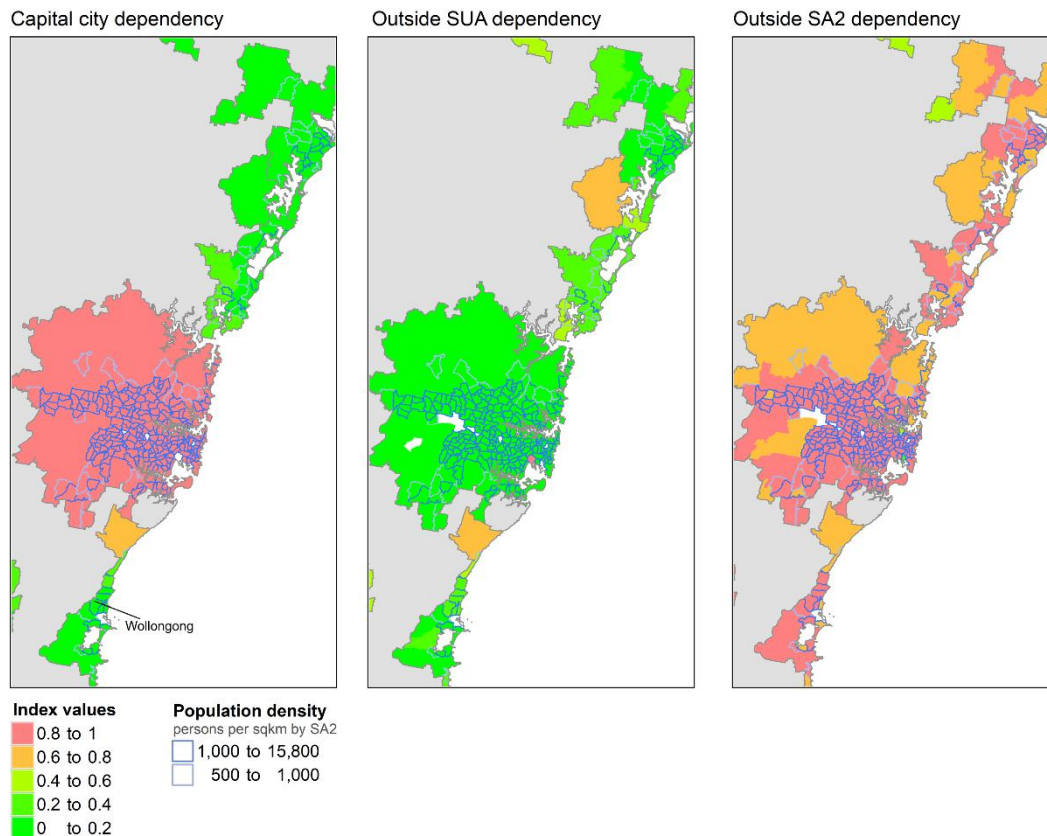 Capital city dependency
Outside SUA dependency
Outside SA2 dependency
Wollongong
Index values
0.8 to 1
0.6 to 0.8
0.4 to 0.6
0.2 to 0.4
0 to 0.2
Population density
persons per sqkm by SA2
1,000 to 15,800
500 to 1,000